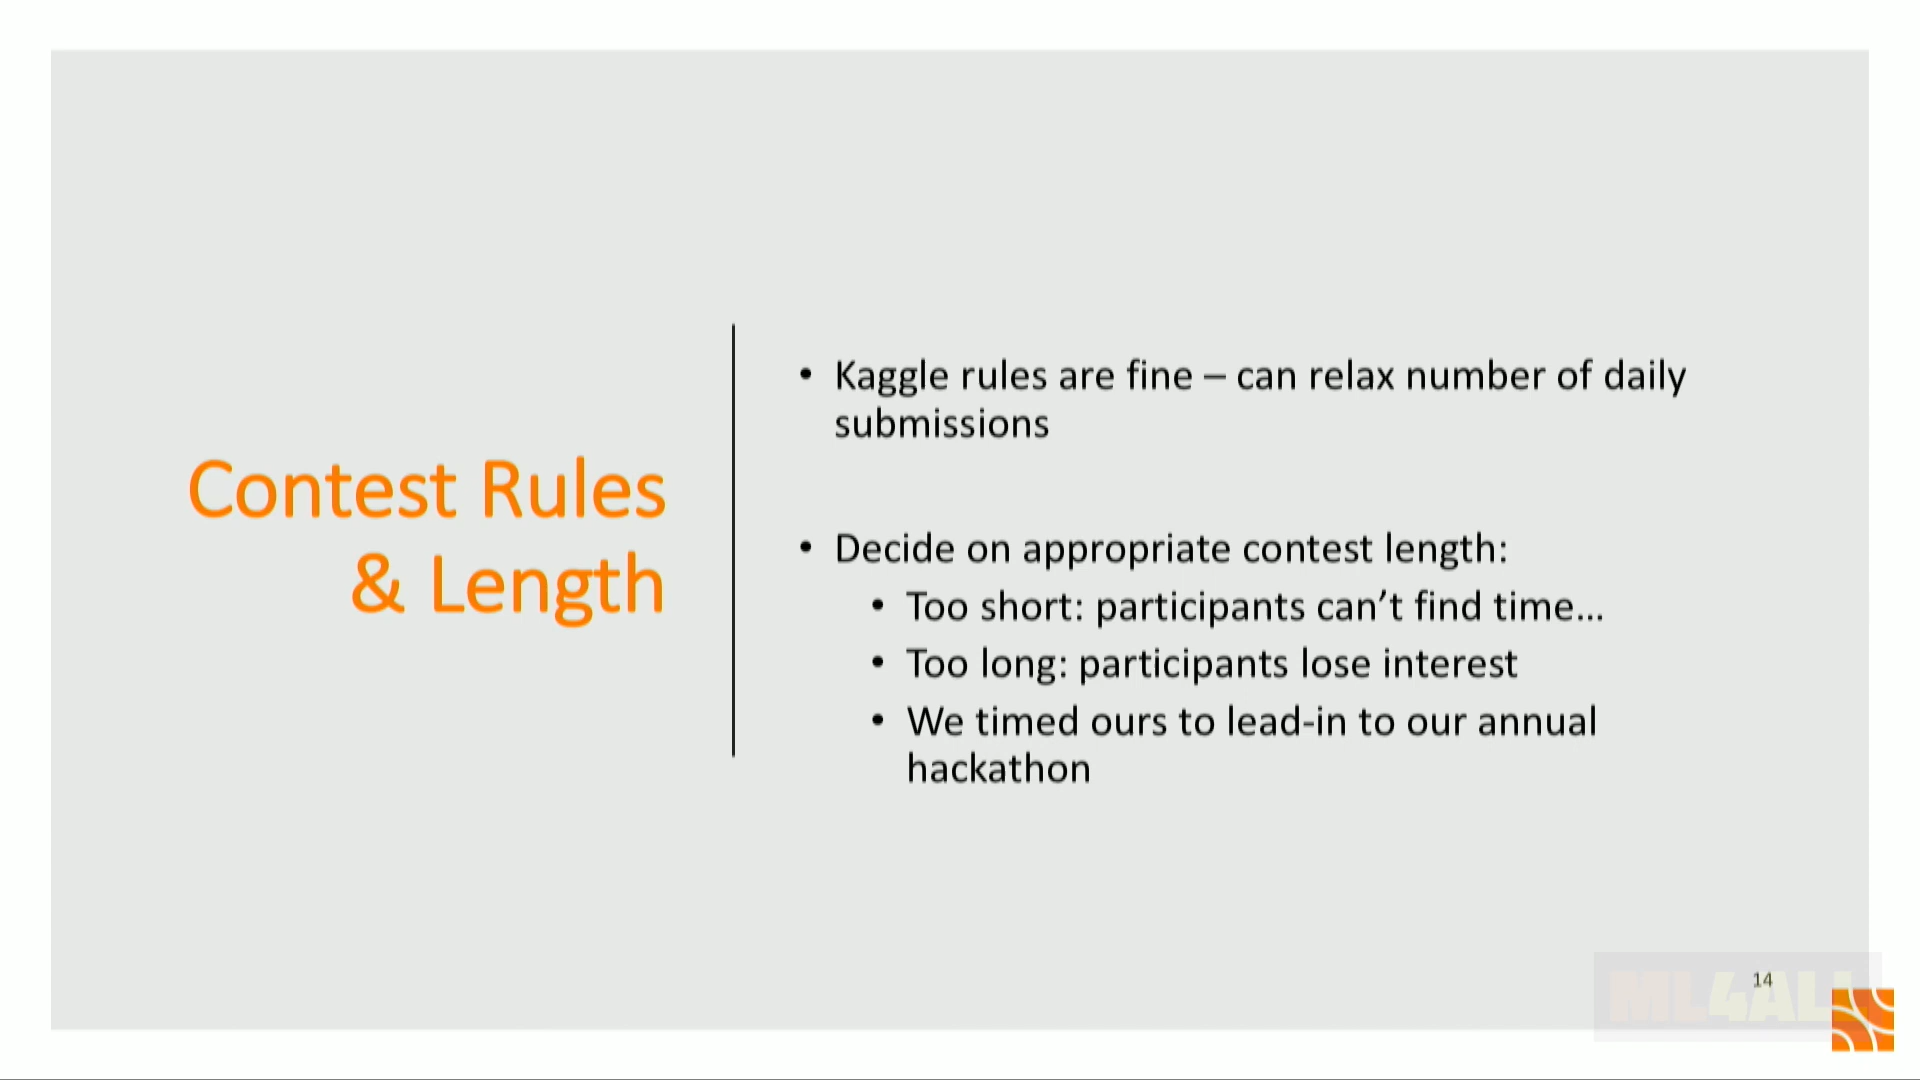 Contest Rules
& Length
• Kaggle rules are fine – can relax number of daily
submissions
• Decide on appropriate contest length:
• Too short: participants can’t find time…
• Too long: participants lose interest
• We timed ours to lead-in to our annual
hackathon
14
ML4ALL